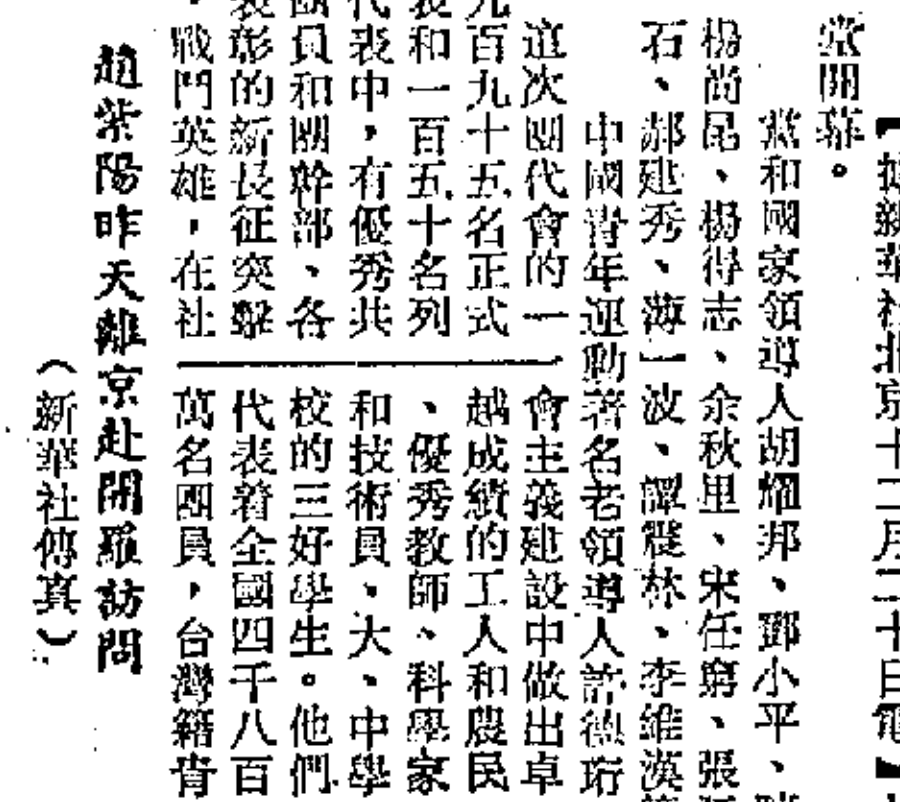 據新華社北京十二月二十日電】
堂開幕。
黨和國家領導人胡耀邦、鄧小平、
楊尚昆、楊得志、余秋里、宋任窮、張
石、郝建秀、薄一波、譚震林、李維漢
中國青年運動著名老領導人許德珩
這次團代會的一
九百九十五名正式
表和一百五十名列
代表中，有優秀共
團員和團幹部、各
表彰的新長征突擊
、戰鬥英雄，在社
會主義建設中做出卓
越成績的工人和農民
、優秀教師、科學家
和技術員、大、中學
校的三好學生。他們
代表着全國四千八百
萬名團員，台灣籍青
趙紫陽昨天離京赴開羅訪問
（新華社傳真）